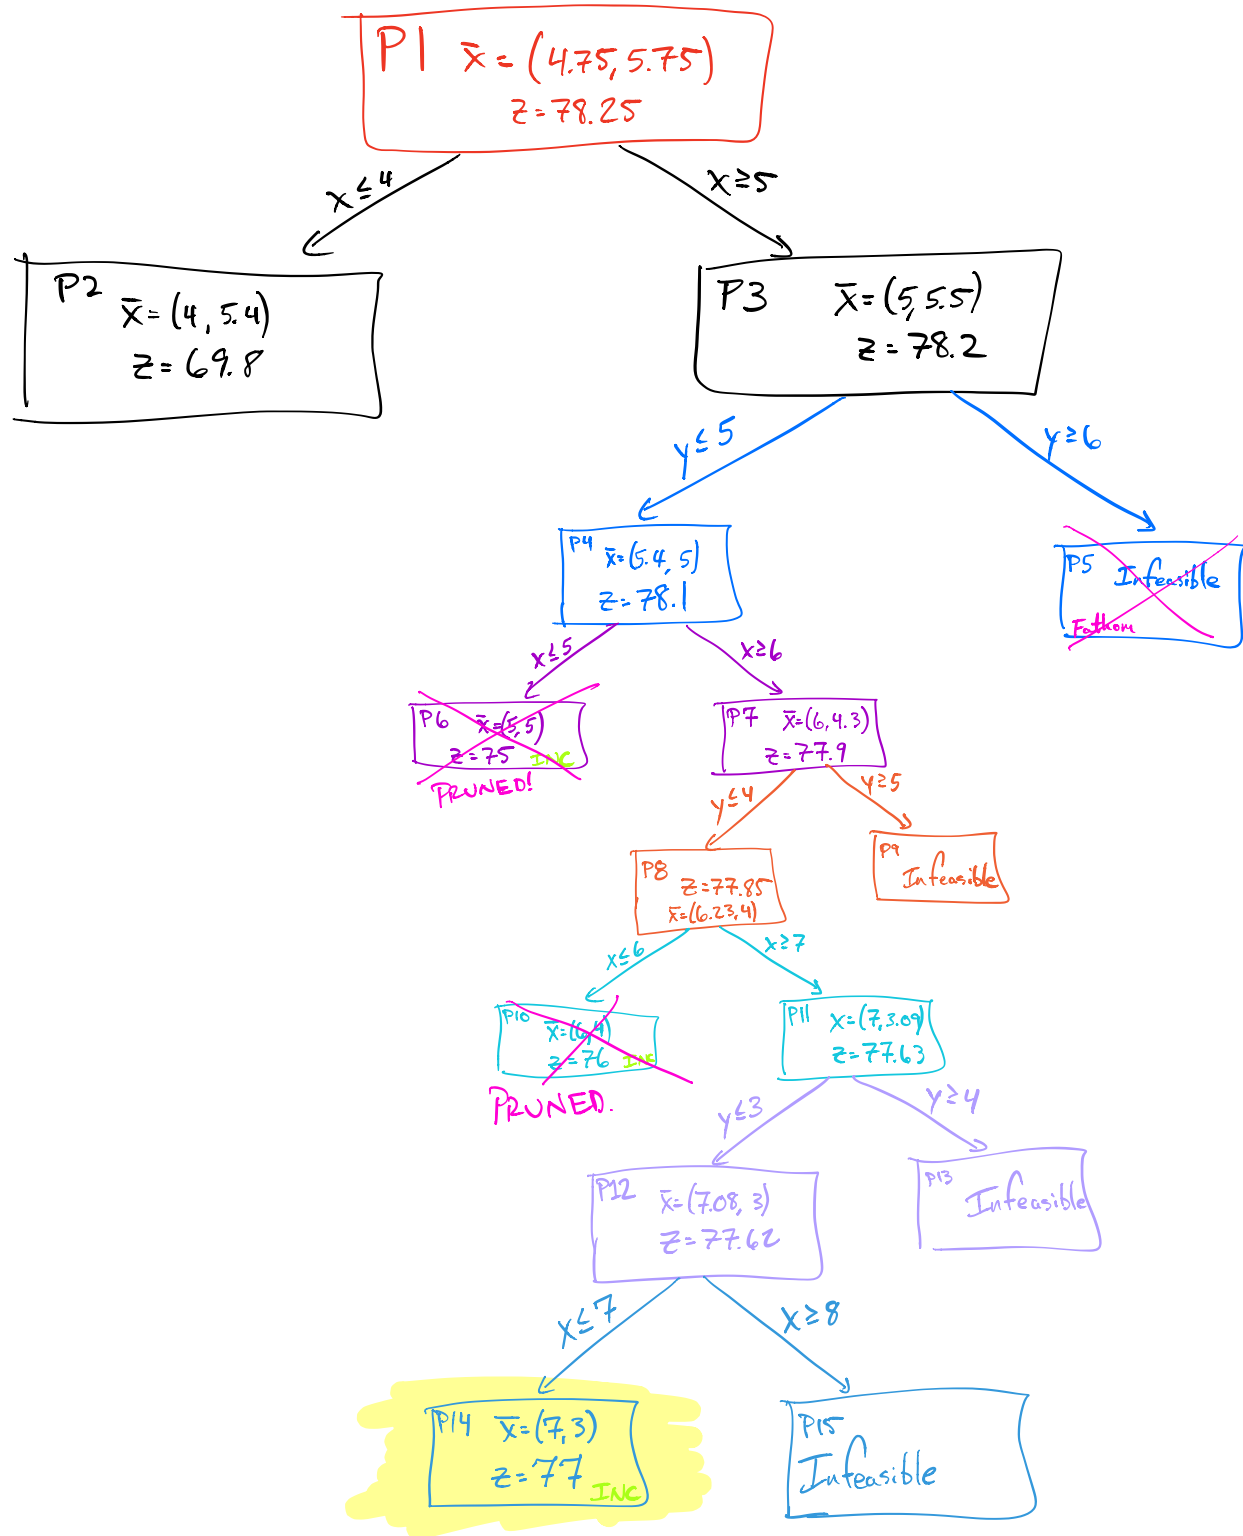 P1 x̄ = (4.75, 5.75)
z = 78.25
x ≤ 4
x ≥ 5
P2
x̄ = (4, 5.4)
z = 69.8
P3 x̄ = (5, 5.5)
z = 78.2
y ≤ 5
y ≥ 6
P4 x̄ = (5.4, 5)
z = 78.1
P5 Infeasible
Fathom
x ≤ 5
x ≥ 6
P6 x̄ = (5, 5)
z = 75 INC
PRUNED!
P7 x̄ = (6, 4.3)
z = 77.9
y ≤ 4
y ≥ 5
P8
z = 77.85
x̄ = (6.23, 4)
P9
Infeasible
x ≤ 6
x ≥ 7
P10 x̄ = (6, 4)
z = 76 INC
PRUNED.
P11 x = (7, 3.09)
z = 77.63
y ≤ 3
y ≥ 4
P12 x̄ = (7.08, 3)
z = 77.62
P13
Infeasible
x ≤ 7
x ≥ 8
P14 x̄ = (7, 3)
z = 77
INC
P15
Infeasible